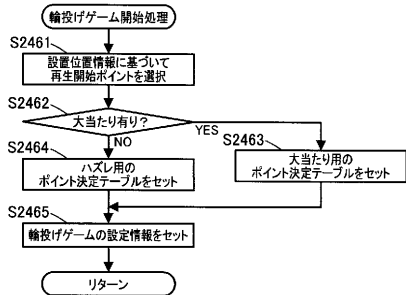 輪投げゲーム開始処理
S2461
設置位置情報に基づいて
再生開始ポイントを選択
S2462
大当たり有り?
YES
NO
S2463
大当たり用の
ポイント決定テーブルをセット
S2464
ハズレ用の
ポイント決定テーブルをセット
S2465
輪投げゲームの設定情報をセット
リターン